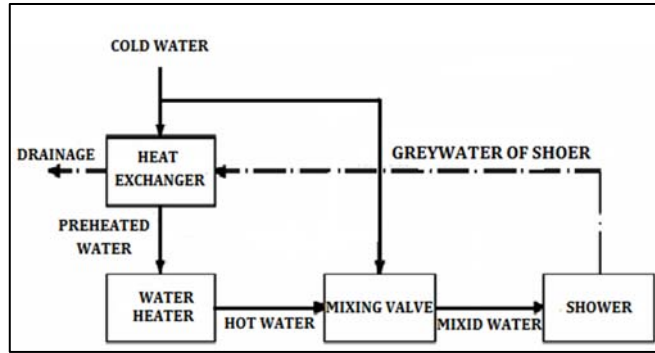 COLD WATER
DRAINAGE
HEAT
EXCHANGER
GREYWATER OF SHOER
PREHEATED
WATER
WATER
HEATER
HOT WATER
MIXING VALVE
MIXID WATER
SHOWER